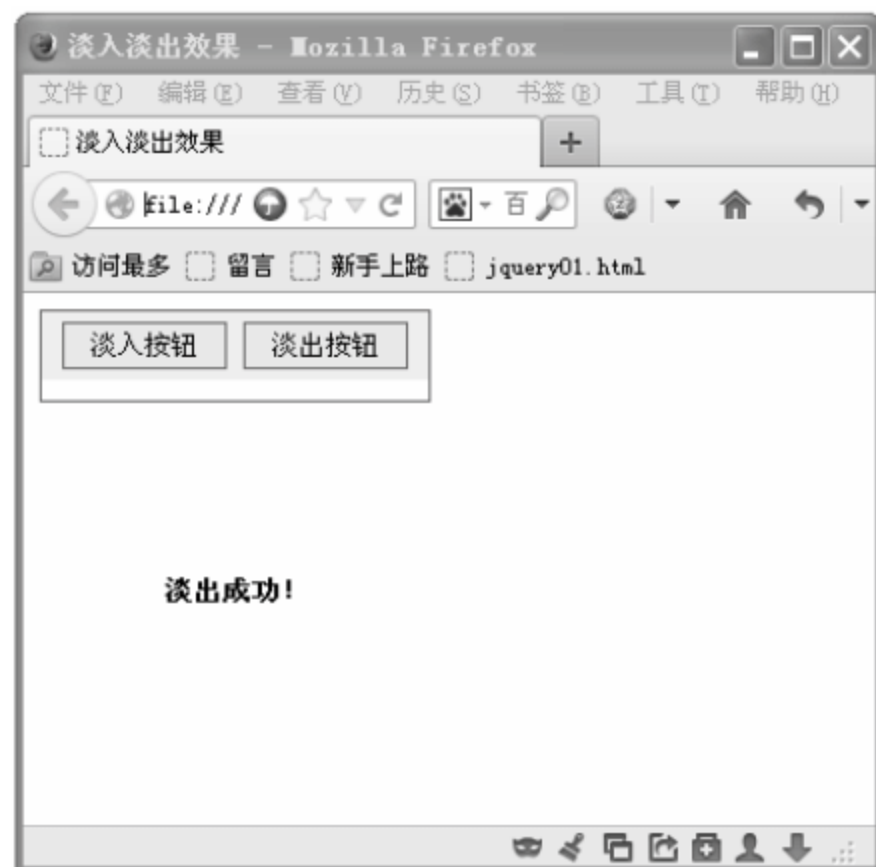 淡入淡出效果 - Mozilla Firefox
文件(F) 编辑(E) 查看(V) 历史(S) 书签(B) 工具(T) 帮助(H)
淡入淡出效果
file:/// 百
访问最多 留言 新手上路 jquery01.html
淡入按钮 淡出按钮
淡出成功!